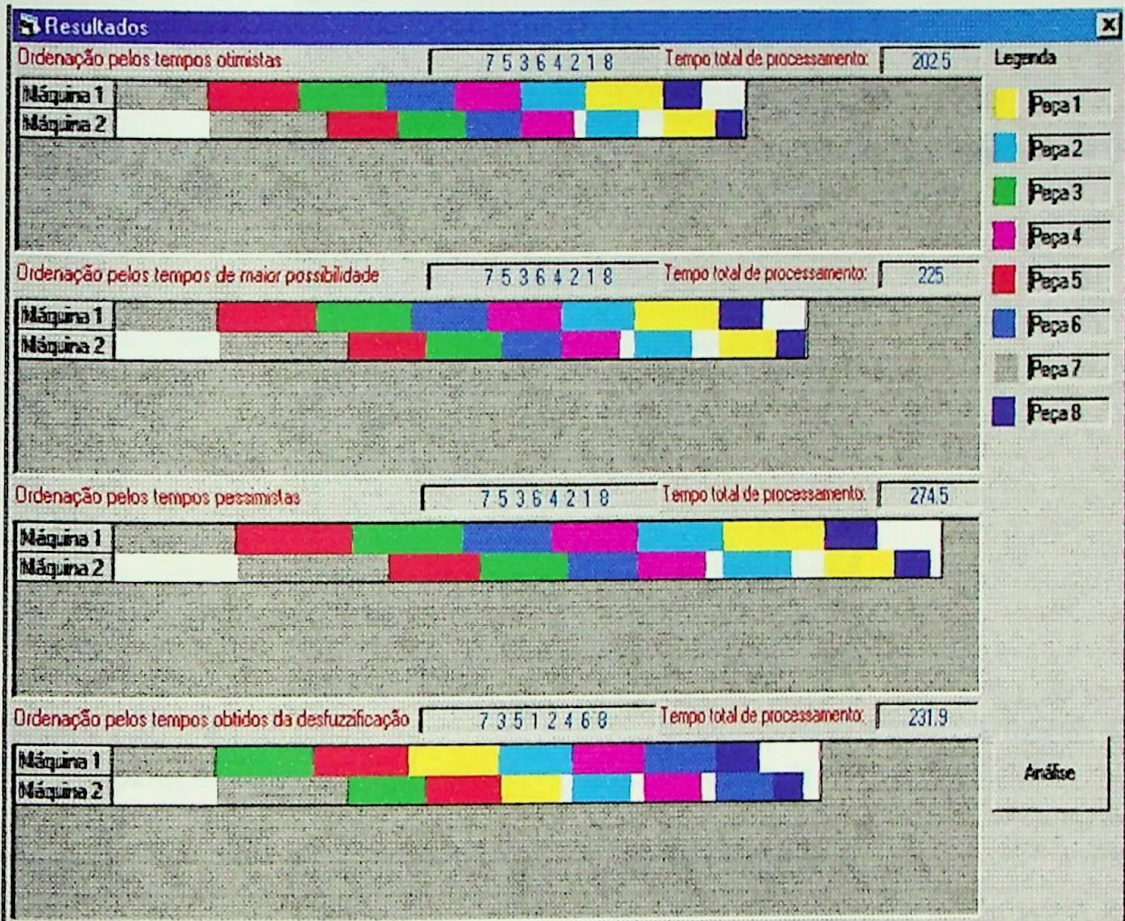 Resultados
Ordenação pelos tempos otimistas 7 5 3 6 4 2 1 8 Tempo total de processamento: 202.5 Legenda
Máquina 1
Máquina 2
Peça 1
Peça 2
Peça 3
Peça 4
Ordenação pelos tempos de maior possibilidade 7 5 3 6 4 2 1 8 Tempo total de processamento: 225
Peça 5
Máquina 1
Peça 6
Máquina 2
Peça 7
Peça 8
Ordenação pelos tempos pessimistas 7 5 3 6 4 2 1 8 Tempo total de processamento: 274.5
Máquina 1
Máquina 2
Ordenação pelos tempos obtidos da desfuzzificação 7 3 5 1 2 4 6 8 Tempo total de processamento: 231.9
Máquina 1
Máquina 2
Análise